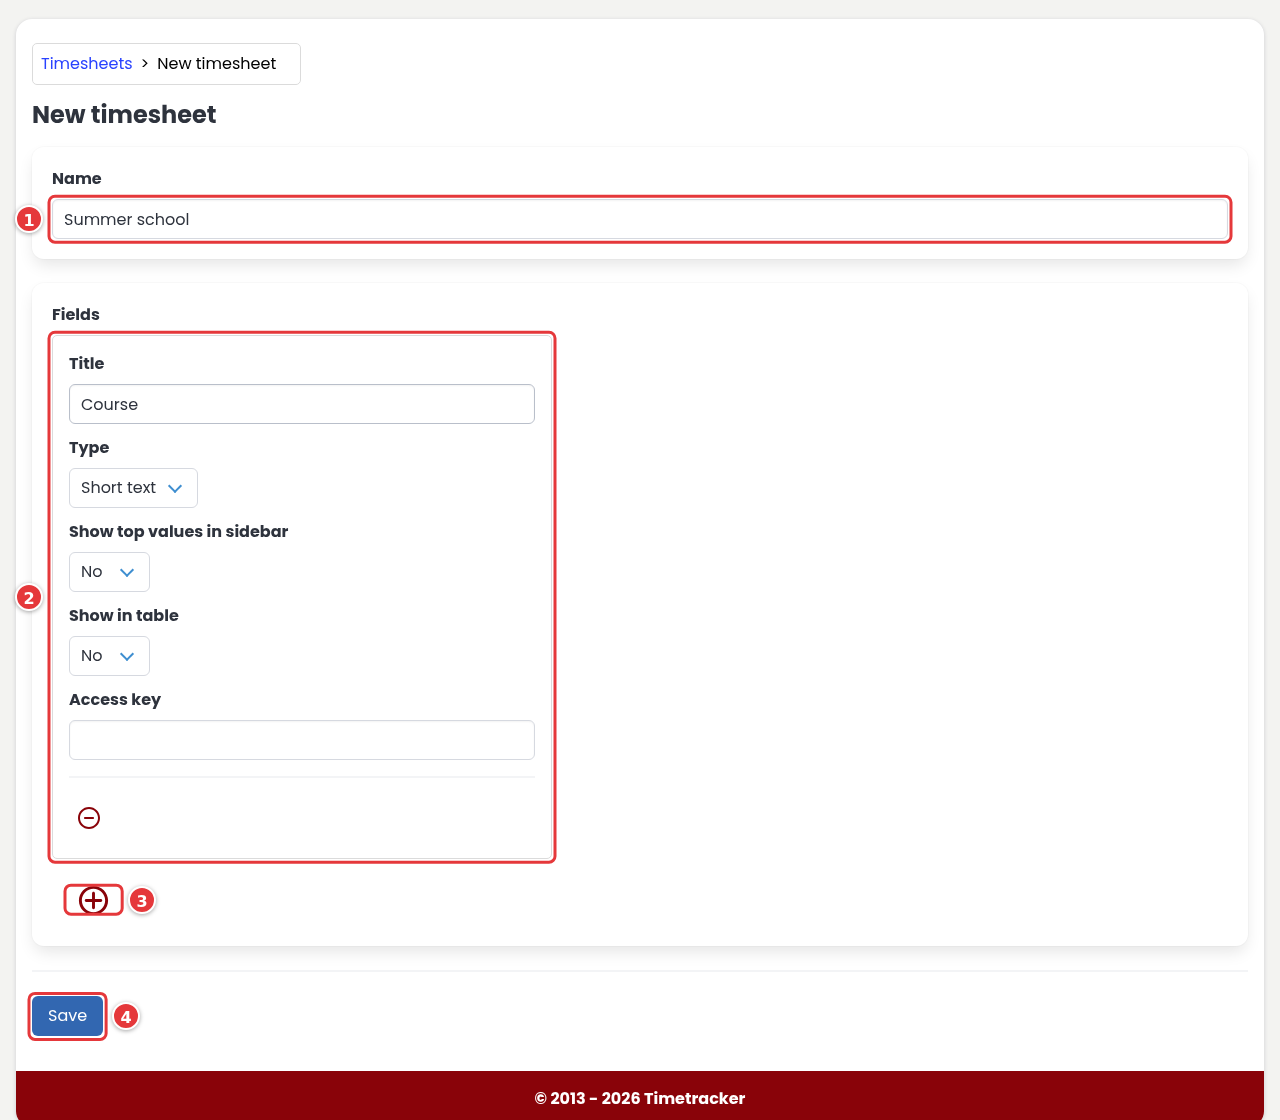 Timesheets > New timesheet
New timesheet
Name
1
Summer school
Fields
Title
Course
Type
Short text
Show top values in sidebar
No
2
Show in table
No
Access key
3
Save
4
© 2013 – 2026 Timetracker